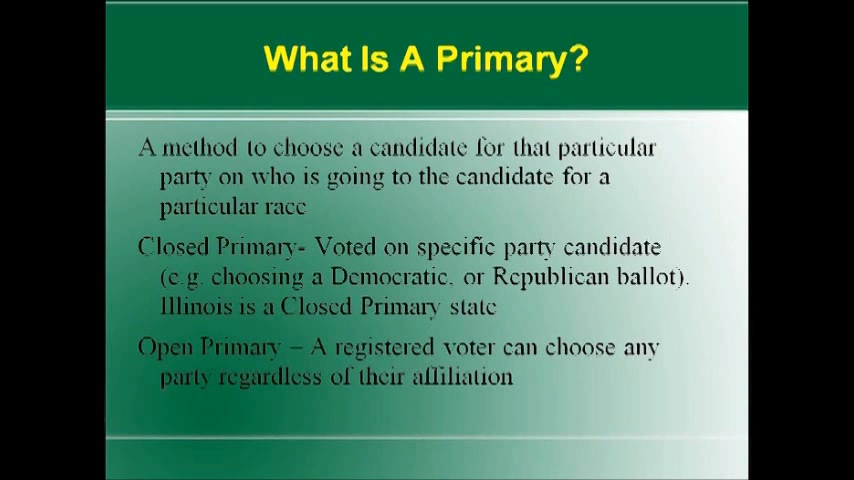 What Is A Primary?
A method to choose a candidate for that particular
party on who is going to the candidate for a
particular race
Closed Primary- Voted on specific party candidate
(e.g. choosing a Democratic, or Republican ballot).
Illinois is a Closed Primary state
Open Primary – A registered voter can choose any
party regardless of their affiliation